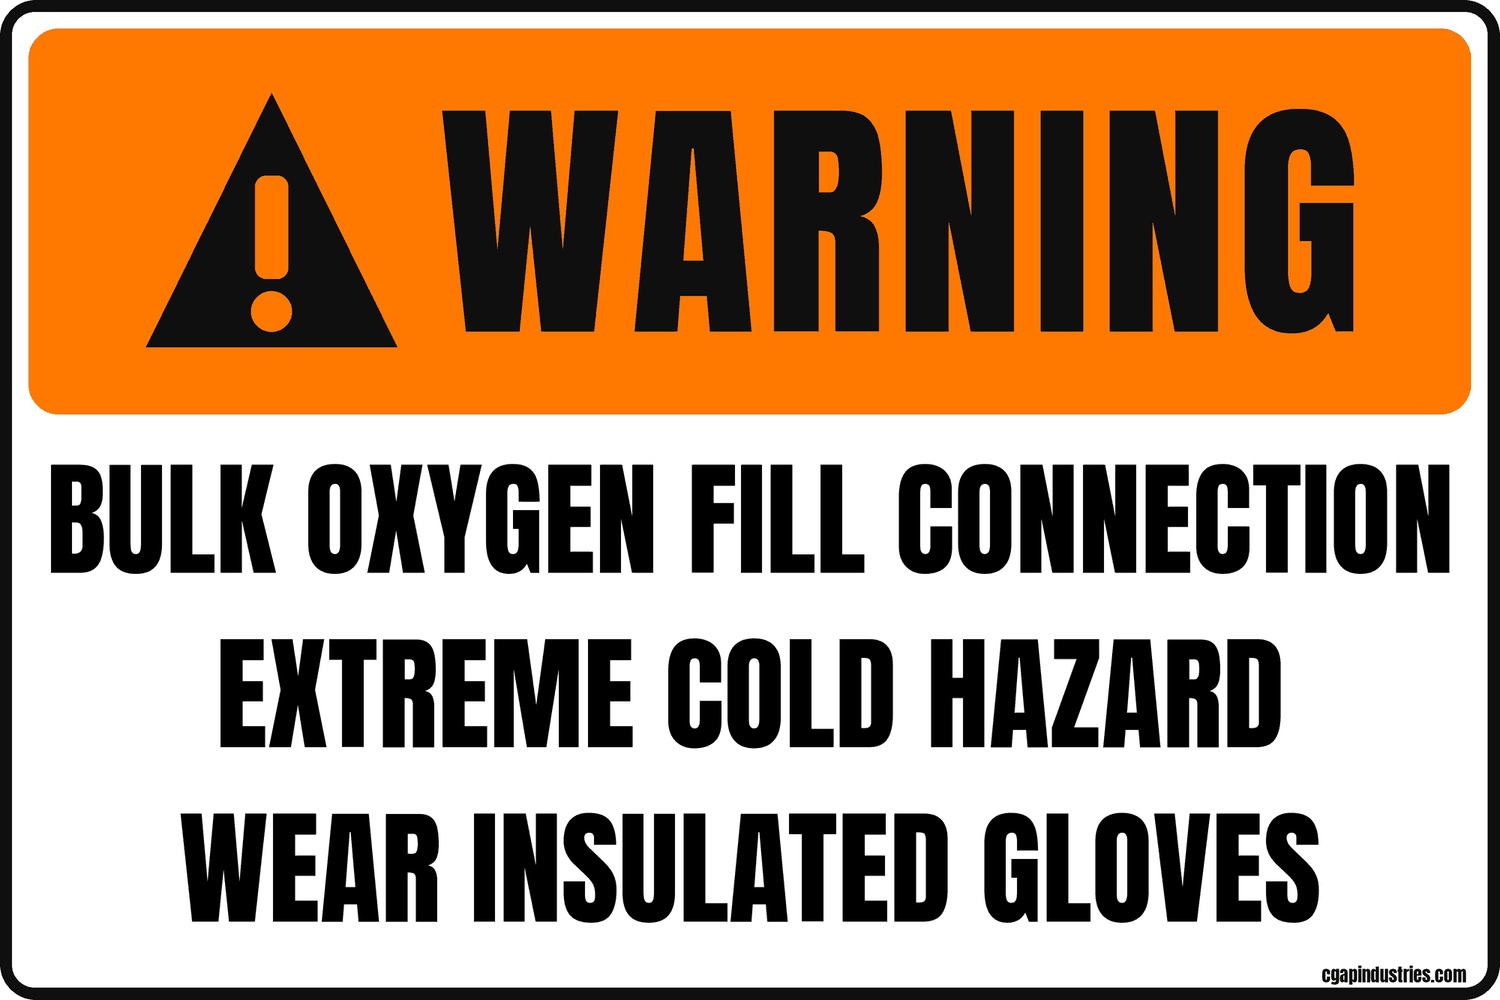 WARNING
BULK OXYGEN FILL CONNECTION
EXTREME COLD HAZARD
WEAR INSULATED GLOVES
cgapindustries.com